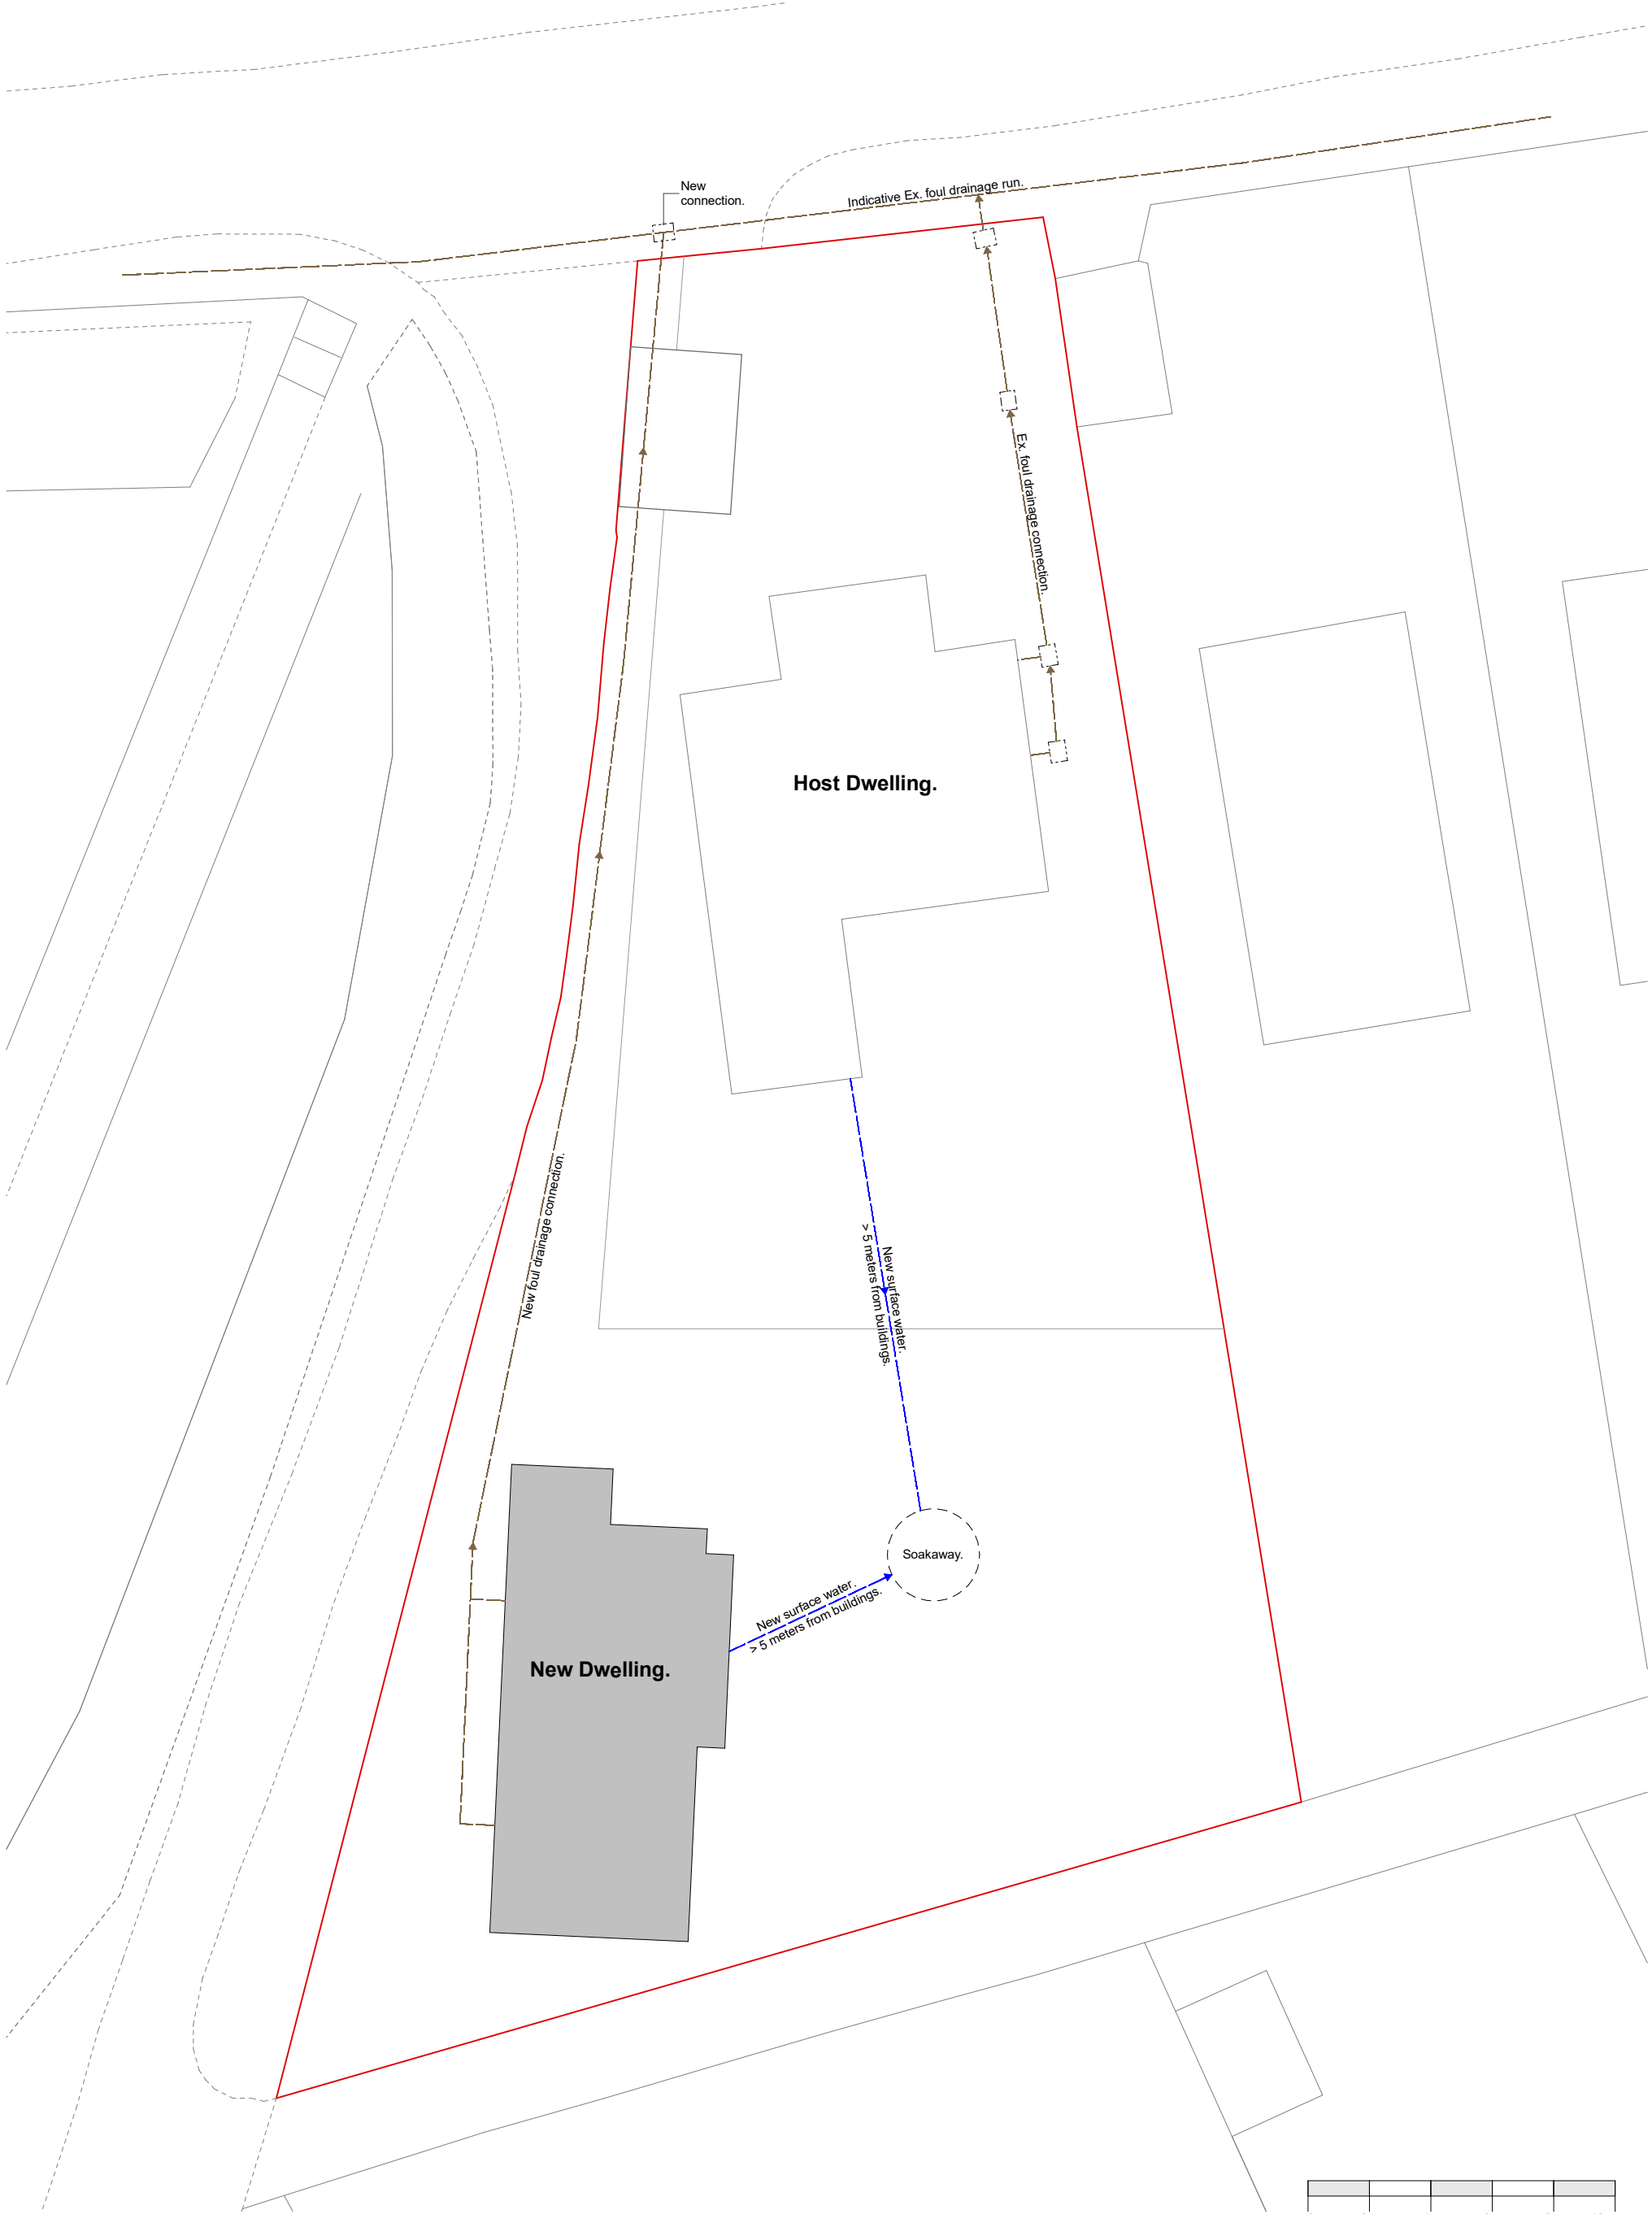 New
connection.
Indicative Ex. foul drainage run.
Ex. foul drainage connection.
Host Dwelling.
New foul drainage connection.
New surface water.
> 5 meters from buildings.
Soakaway.
New surface water.
> 5 meters from buildings.
New Dwelling.